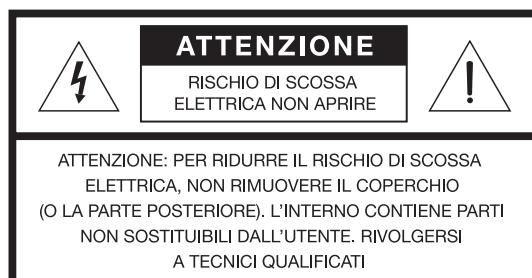 ATTENZIONE
RISCHIO DI SCOSSA
ELETTRICA NON APRIRE
ATTENZIONE: PER RIDURRE IL RISCHIO DI SCOSSA
ELETTRICA, NON RIMUOVERE IL COPERCHIO
(O LA PARTE POSTERIORE). L'INTERNO CONTIENE PARTI
NON SOSTITUIBILI DALL'UTENTE. RIVOLGERSI
A TECNICI QUALIFICATI